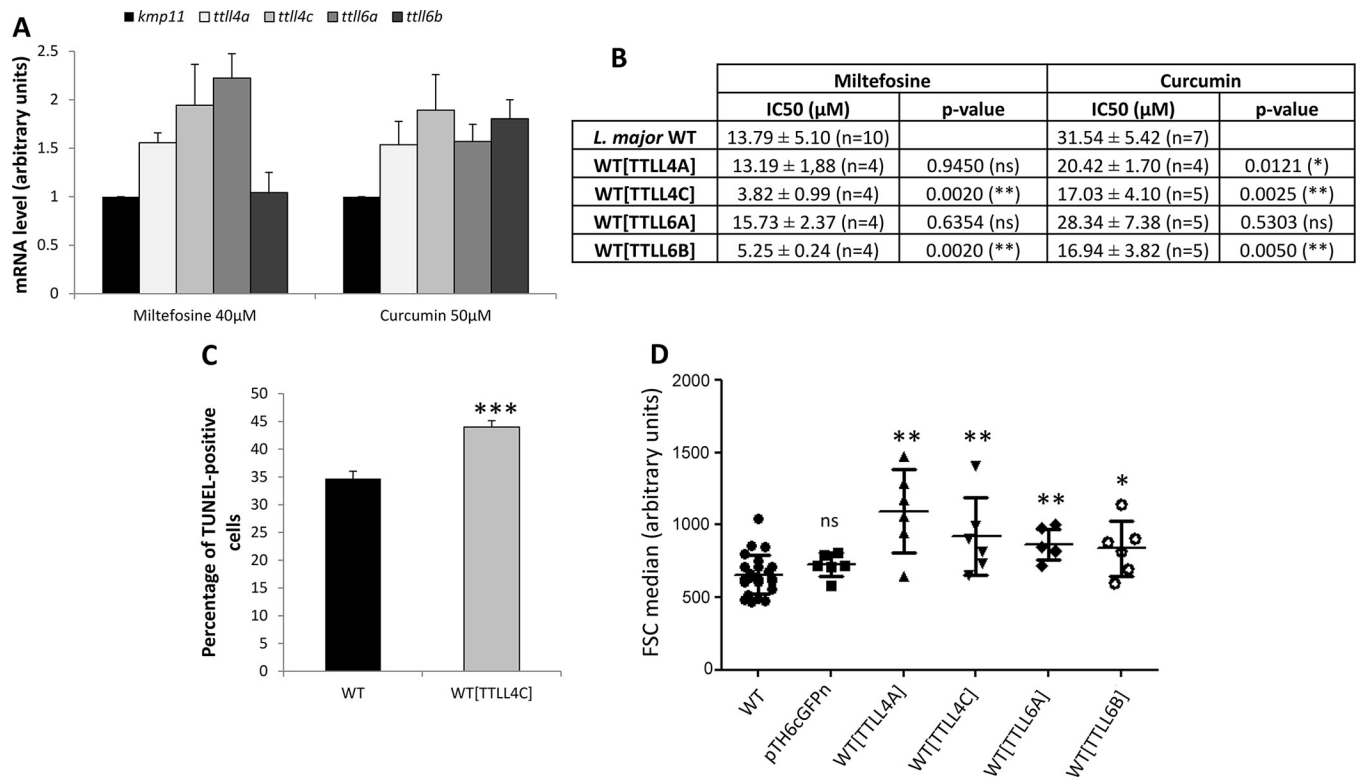 kmp11 ttll4a ttll4c ttll6a ttll6b
A
mRNA level (arbitrary units)
2.5
2
1.5
1
0.5
0
Miltefosine 40µM Curcumin 50µM
B
Miltefosine Curcumin
IC50 (µM) p-value IC50 (µM) p-value
L. major WT 13.79 ± 5.10 (n=10) 31.54 ± 5.42 (n=7)
WT[TTLL4A] 13.19 ± 1,88 (n=4) 0.9450 (ns) 20.42 ± 1.70 (n=4) 0.0121 (*)
WT[TTLL4C] 3.82 ± 0.99 (n=4) 0.0020 (**) 17.03 ± 4.10 (n=5) 0.0025 (**)
WT[TTLL6A] 15.73 ± 2.37 (n=4) 0.6354 (ns) 28.34 ± 7.38 (n=5) 0.5303 (ns)
WT[TTLL6B] 5.25 ± 0.24 (n=4) 0.0020 (**) 16.94 ± 3.82 (n=5) 0.0050 (**)
C
Percentage of TUNEL-positive
cells
50
45
40
35
30
25
20
15
10
5
0
***
WT WT[TTLL4C]
D
FSC median (arbitrary units)
2000
1500
1000
500
0
ns ** ** ** *
WT pTH6cGFPn WT[TTLL4A] WT[TTLL4C] WT[TTLL6A] WT[TTLL6B]